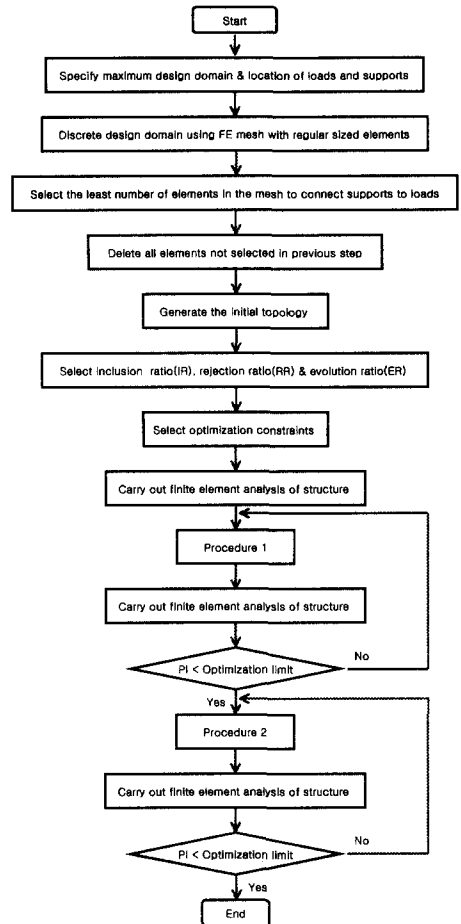 Start
Specify maximum design domain & location of loads and supports
Discrete design domain using FE mesh with regular sized elements
Select the least number of elements in the mesh to connect supports to loads
Delete all elements not selected in previous step
Generate the initial topology
Select inclusion ratio(IR), rejection ratio(RR) & evolution ratio(ER)
Select optimization constraints
Carry out finite element analysis of structure
Procedure 1
Carry out finite element analysis of structure
PI < Optimization limit
No
Yes
Procedure 2
Carry out finite element analysis of structure
PI < Optimization limit
No
Yes
End